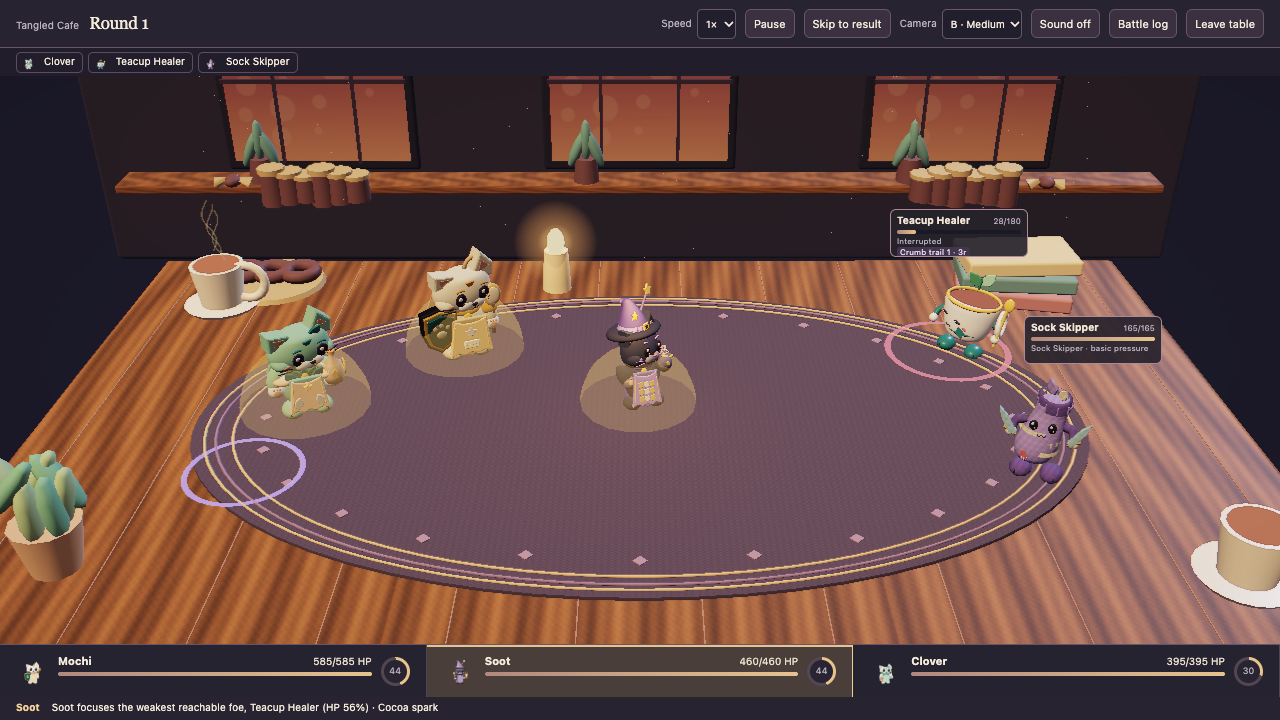 Tangled Cafe Round 1 Speed 1x Pause Skip to result Camera B · Medium Sound off Battle log Leave table
Clover Teacup Healer Sock Skipper
Teacup Healer 28/180
Interrupted
Crumb trail 1 · 3r
Sock Skipper 165/165
Sock Skipper · basic pressure
Mochi 585/585 HP 44
Soot 460/460 HP 44
Clover 395/395 HP 30
Soot Soot focuses the weakest reachable foe, Teacup Healer (HP 56%) · Cocoa spark